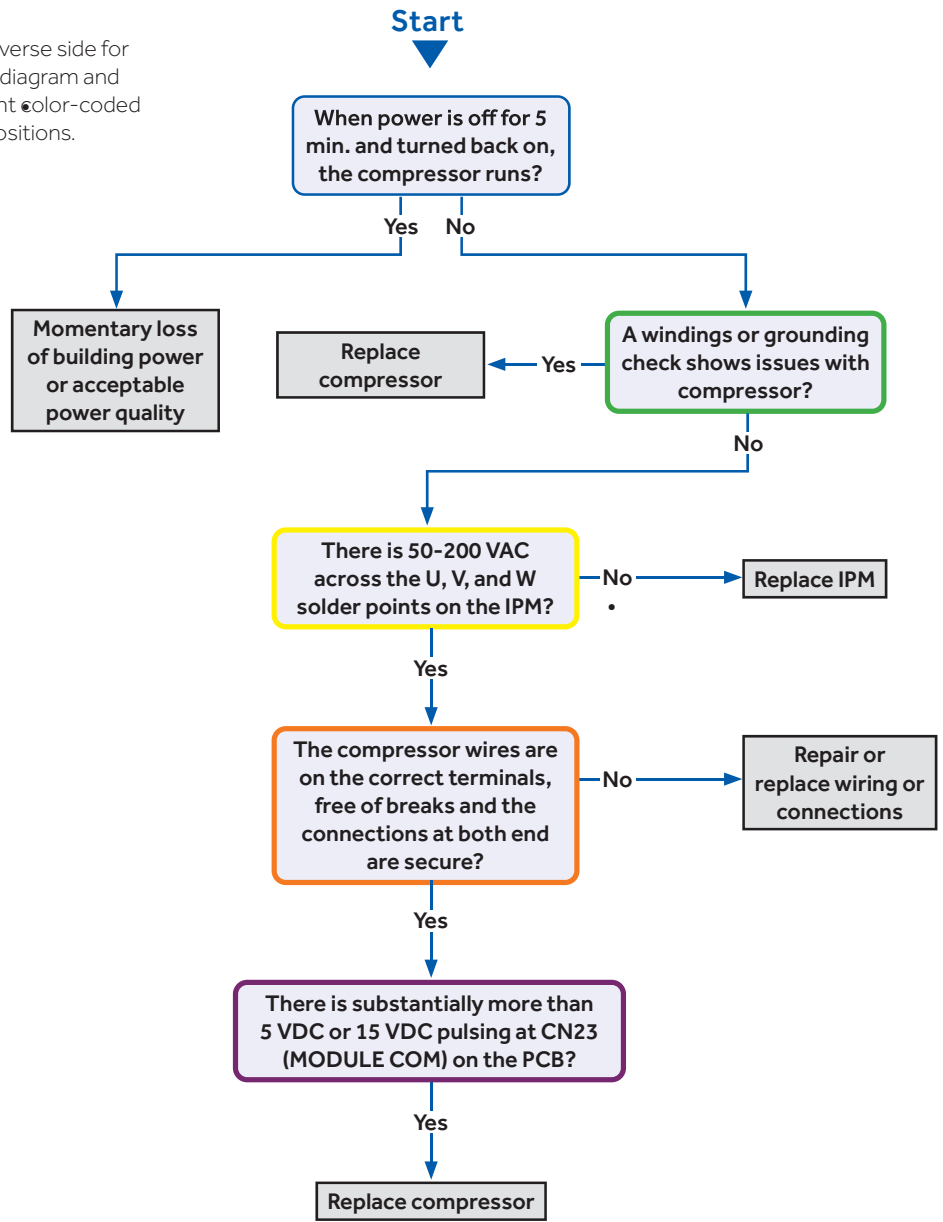 Start
verse side for
diagram and
nt color-coded
ositions.
When power is off for 5
min. and turned back on,
the compressor runs?
Yes No
Momentary loss
of building power
or acceptable
power quality
Replace
compressor
Yes
A windings or grounding
check shows issues with
compressor?
No
There is 50-200 VAC
across the U, V, and W
solder points on the IPM?
No
Replace IPM
Yes
The compressor wires are
on the correct terminals,
free of breaks and the
connections at both end
are secure?
No
Repair or
replace wiring or
connections
Yes
There is substantially more than
5 VDC or 15 VDC pulsing at CN23
(MODULE COM) on the PCB?
Yes
Replace compressor